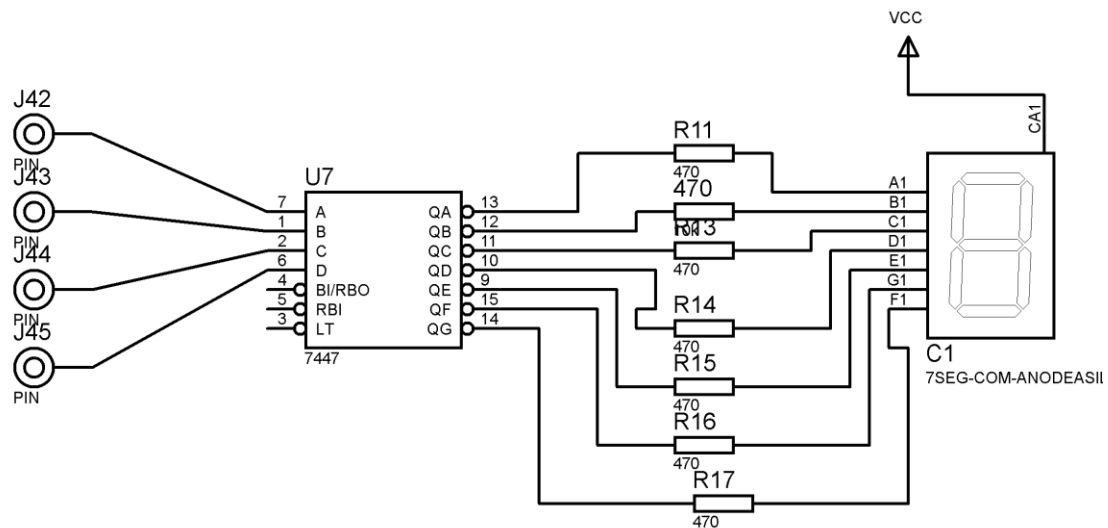 VCC
CA1
J42
PIN
J43
PIN
J44
PIN
J45
PIN
U7
7 A
1 B
2 C
6 D
4 BI/RBO
5 RBI
3 LT
QA 13
QB 12
QC 11
QD 10
QE 9
QF 15
QG 14
7447
R11
470
470
10k
R13
470
R14
470
R15
470
R16
470
R17
470
A1
B1
C1
D1
E1
G1
F1
C1
7SEG-COM-ANODEASIL